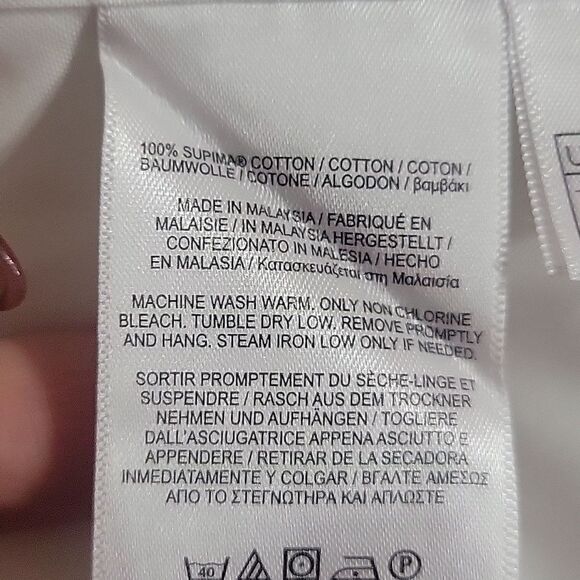 100% SUPIMA® COTTON / COTTON / COTON /
BAUMWOLLE / COTONE / ALGODON / βαμβάκι
MADE IN MALAYSIA / FABRIQUÉ EN
MALAISIE / IN MALAYSIA HERGESTELLT /
CONFEZIONATO IN MALESIA / HECHO
EN MALASIA / Κατασκευάζεται στη Μαλαισία
MACHINE WASH WARM. ONLY NON CHLORINE
BLEACH. TUMBLE DRY LOW. REMOVE PROMPTLY
AND HANG. STEAM IRON LOW ONLY IF NEEDED.
SORTIR PROMPTEMENT DU SÈCHE-LINGE ET
SUSPENDRE / RASCH AUS DEM TROCKNER
NEHMEN UND AUFHÄNGEN / TOGLIERE
DALL'ASCIUGATRICE APPENA ASCIUTTO E
APPENDERE / RETIRAR DE LA SECADORA
INMEDIATAMENTE Y COLGAR / ΒΓΑΛΤΕ ΑΜΕΣΩΣ
ΑΠΟ ΤΟ ΣΤΕΓΝΩΤΗΡΑ ΚΑΙ ΑΠΛΩΣΤΕ
40 P